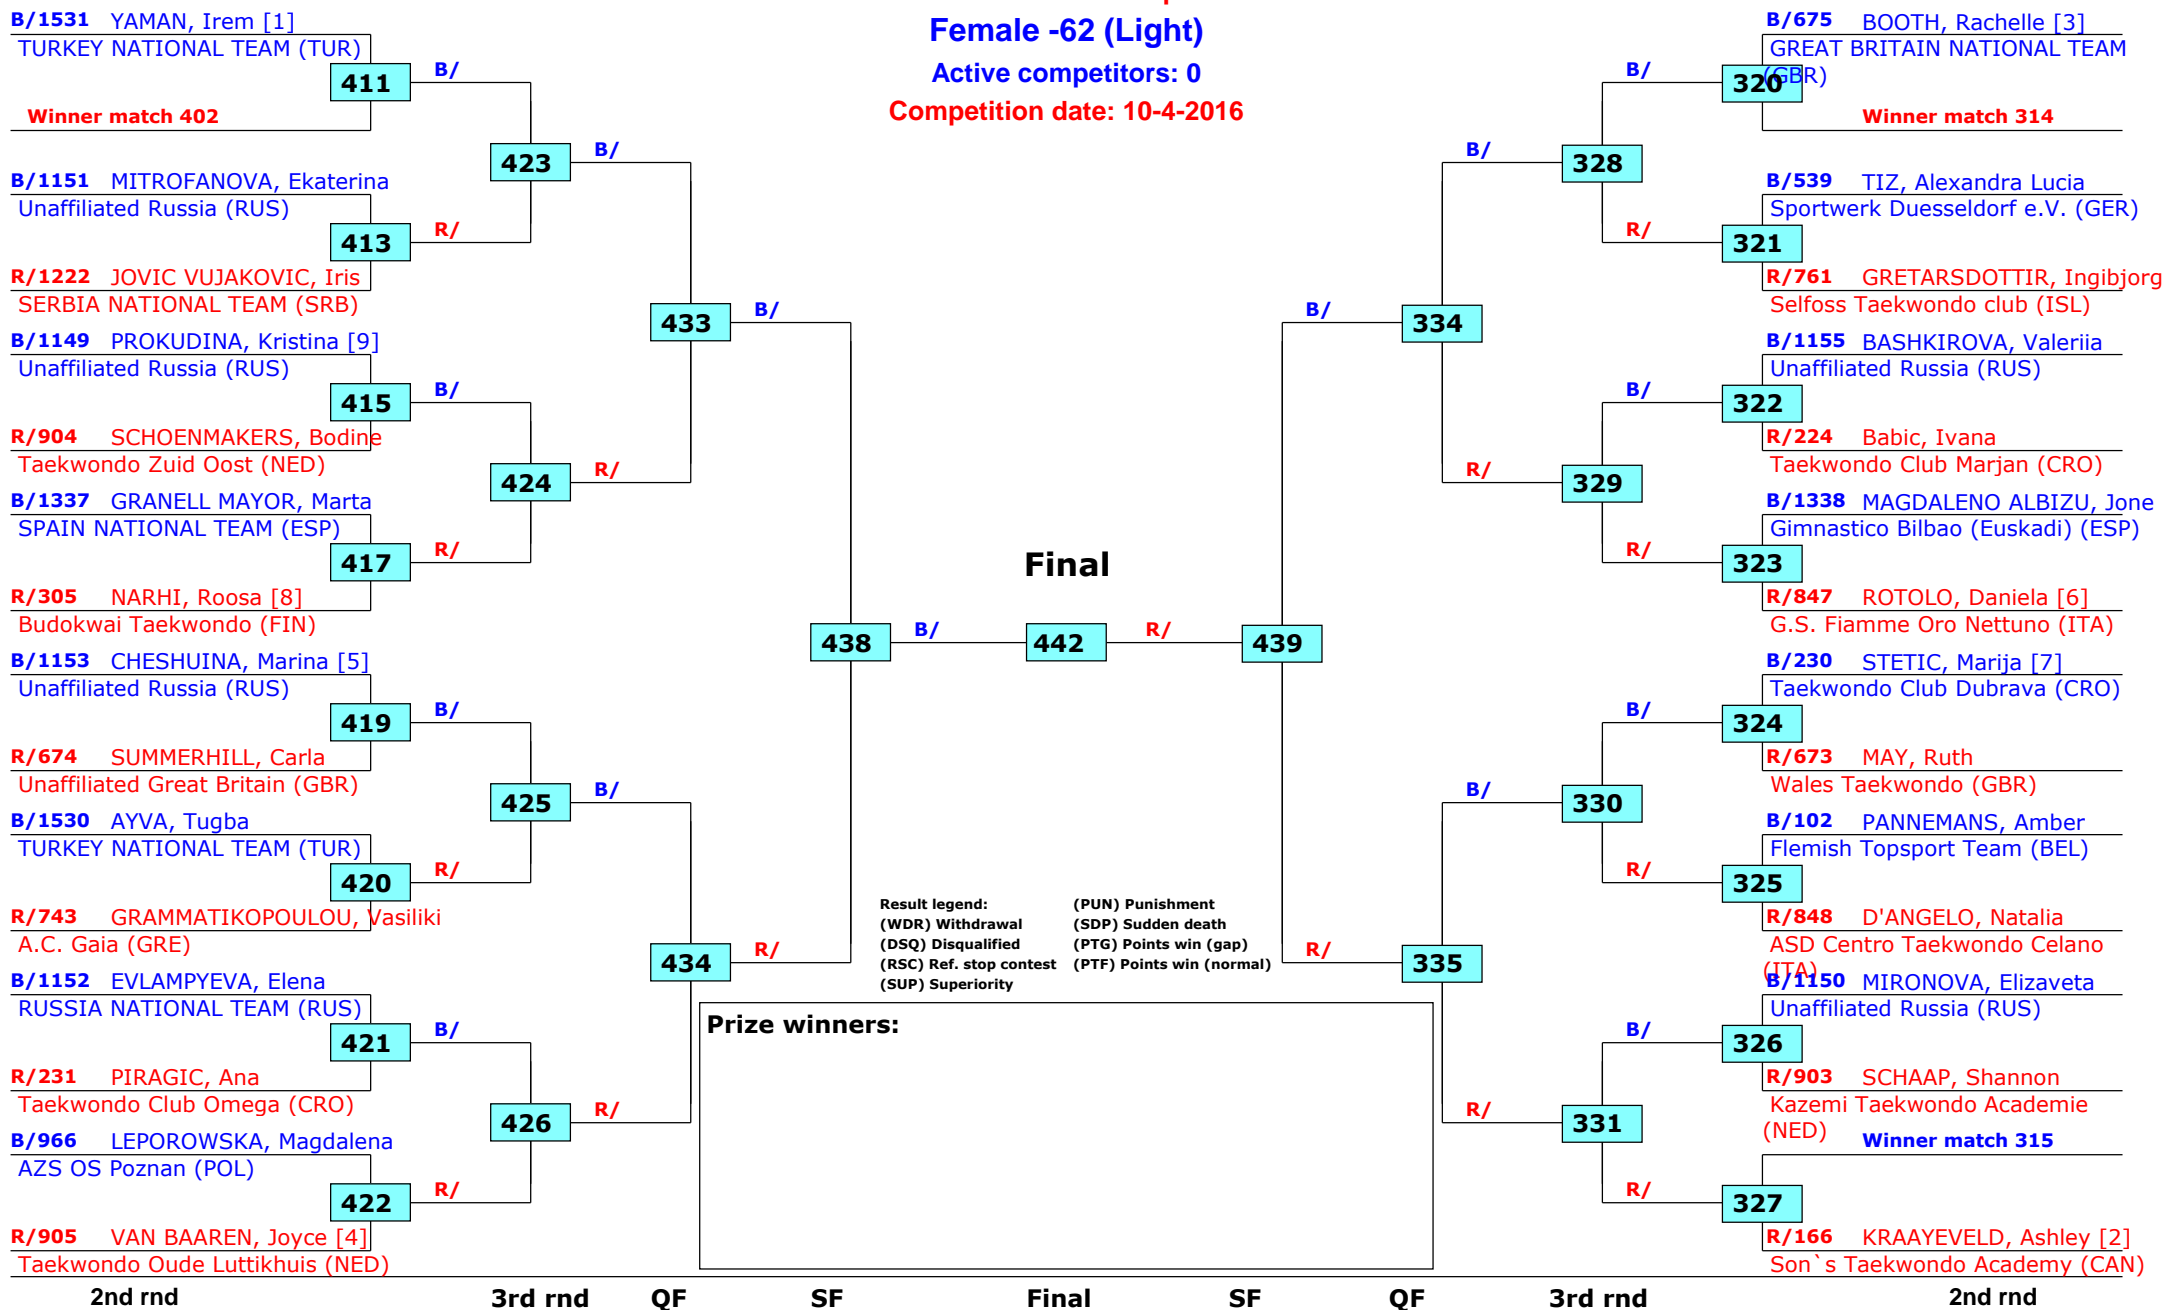 Female -62 (Light)
Active competitors: 0
Competition date: 10-4-2016
B/1531 YAMAN, Irem [1]
TURKEY NATIONAL TEAM (TUR)
411
B/
Winner match 402
423
B/
B/1151 MITROFANOVA, Ekaterina
Unaffiliated Russia (RUS)
413
R/
R/1222 JOVIC VUJAKOVIC, Iris
SERBIA NATIONAL TEAM (SRB)
433
B/
B/1149 PROKUDINA, Kristina [9]
Unaffiliated Russia (RUS)
415
B/
R/904 SCHOENMAKERS, Bodine
Taekwondo Zuid Oost (NED)
424
R/
B/1337 GRANELL MAYOR, Marta
SPAIN NATIONAL TEAM (ESP)
417
R/
R/305 NARHI, Roosa [8]
Budokwai Taekwondo (FIN)
438
B/
B/1153 CHESHUINA, Marina [5]
Unaffiliated Russia (RUS)
419
B/
R/674 SUMMERHILL, Carla
Unaffiliated Great Britain (GBR)
425
B/
B/1530 AYVA, Tugba
TURKEY NATIONAL TEAM (TUR)
420
R/
R/743 GRAMMATIKOPOULOU, Vasiliki
A.C. Gaia (GRE)
434
R/
B/1152 EVLAMPYEVA, Elena
RUSSIA NATIONAL TEAM (RUS)
421
B/
R/231 PIRAGIC, Ana
Taekwondo Club Omega (CRO)
426
R/
B/966 LEPOROWSKA, Magdalena
AZS OS Poznan (POL)
422
R/
R/905 VAN BAAREN, Joyce [4]
Taekwondo Oude Luttikhuis (NED)
Final
442
R/
439
B/675 BOOTH, Rachelle [3]
GREAT BRITAIN NATIONAL TEAM
(GBR)
B/
320
Winner match 314
B/
328
B/539 TIZ, Alexandra Lucia
Sportwerk Duesseldorf e.V. (GER)
R/
321
R/761 GRETARSDOTTIR, Ingibjorg
Selfoss Taekwondo club (ISL)
B/
334
B/1155 BASHKIROVA, Valeriia
Unaffiliated Russia (RUS)
B/
322
R/224 Babic, Ivana
Taekwondo Club Marjan (CRO)
R/
329
B/1338 MAGDALENO ALBIZU, Jone
Gimnastico Bilbao (Euskadi) (ESP)
R/
323
R/847 ROTOLO, Daniela [6]
G.S. Fiamme Oro Nettuno (ITA)
B/230 STETIC, Marija [7]
Taekwondo Club Dubrava (CRO)
B/
324
R/673 MAY, Ruth
Wales Taekwondo (GBR)
B/
330
B/102 PANNEMANS, Amber
Flemish Topsport Team (BEL)
R/
325
R/848 D'ANGELO, Natalia
ASD Centro Taekwondo Celano
(ITA)
R/
335
B/1150 MIRONOVA, Elizaveta
Unaffiliated Russia (RUS)
B/
326
R/903 SCHAAP, Shannon
Kazemi Taekwondo Academie
(NED)
R/
331
Winner match 315
R/
327
R/166 KRAAYEVELD, Ashley [2]
Son`s Taekwondo Academy (CAN)
Result legend: (PUN) Punishment
(WDR) Withdrawal (SDP) Sudden death
(DSQ) Disqualified (PTG) Points win (gap)
(RSC) Ref. stop contest (PTF) Points win (normal)
(SUP) Superiority
Prize winners:
2nd rnd 3rd rnd QF SF Final SF QF 3rd rnd 2nd rnd